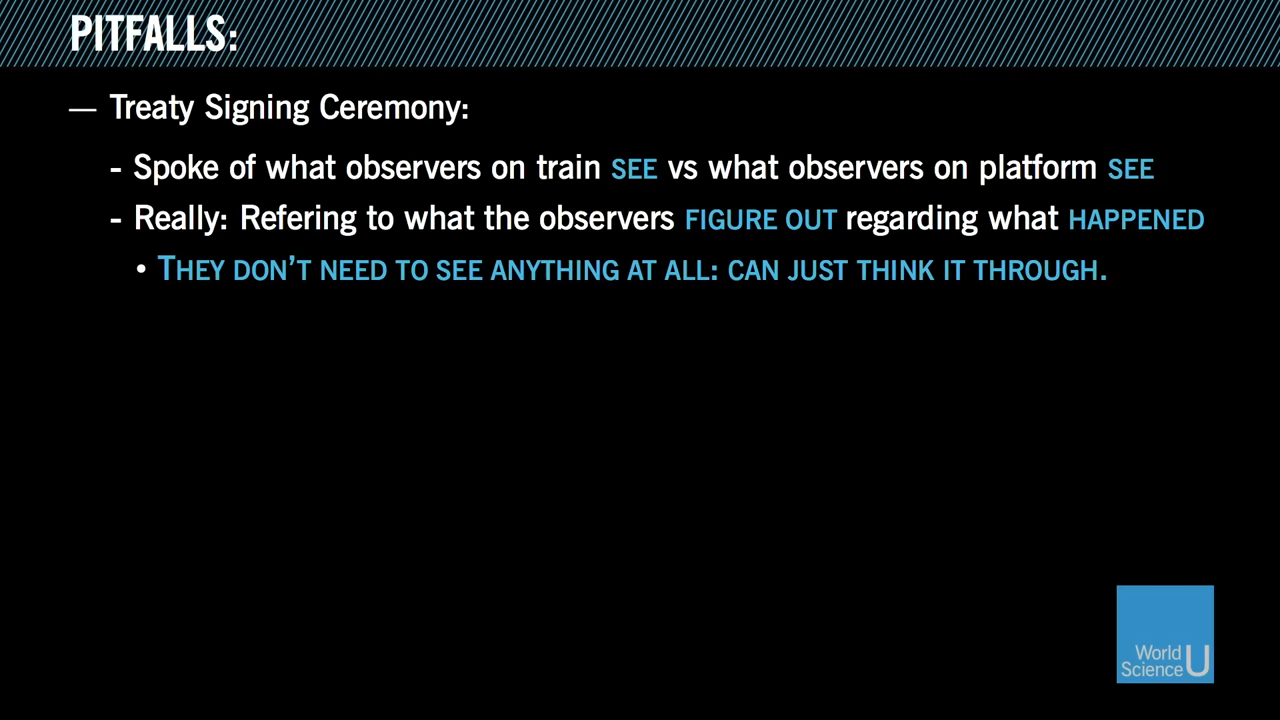 PITFALLS:
— Treaty Signing Ceremony:
- Spoke of what observers on train SEE vs what observers on platform SEE
- Really: Refering to what the observers FIGURE OUT regarding what HAPPENED
• THEY DON'T NEED TO SEE ANYTHING AT ALL: CAN JUST THINK IT THROUGH.
World
Science U